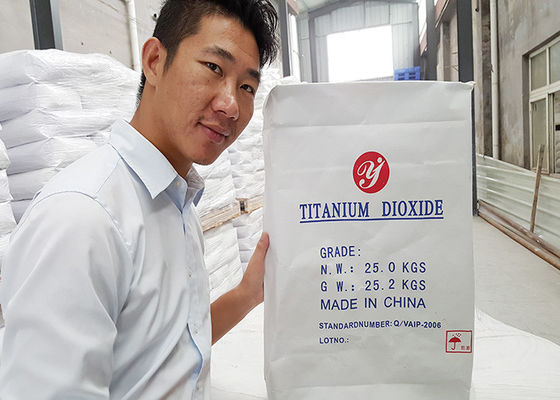 TITANIUM DIOXIDE
GRADE:
N.W.: 25.0 KGS
G W.: 25.2 KGS
MADE IN CHINA
STANDARDNUMBER: Q/VAIP-2006
LOTNO.: